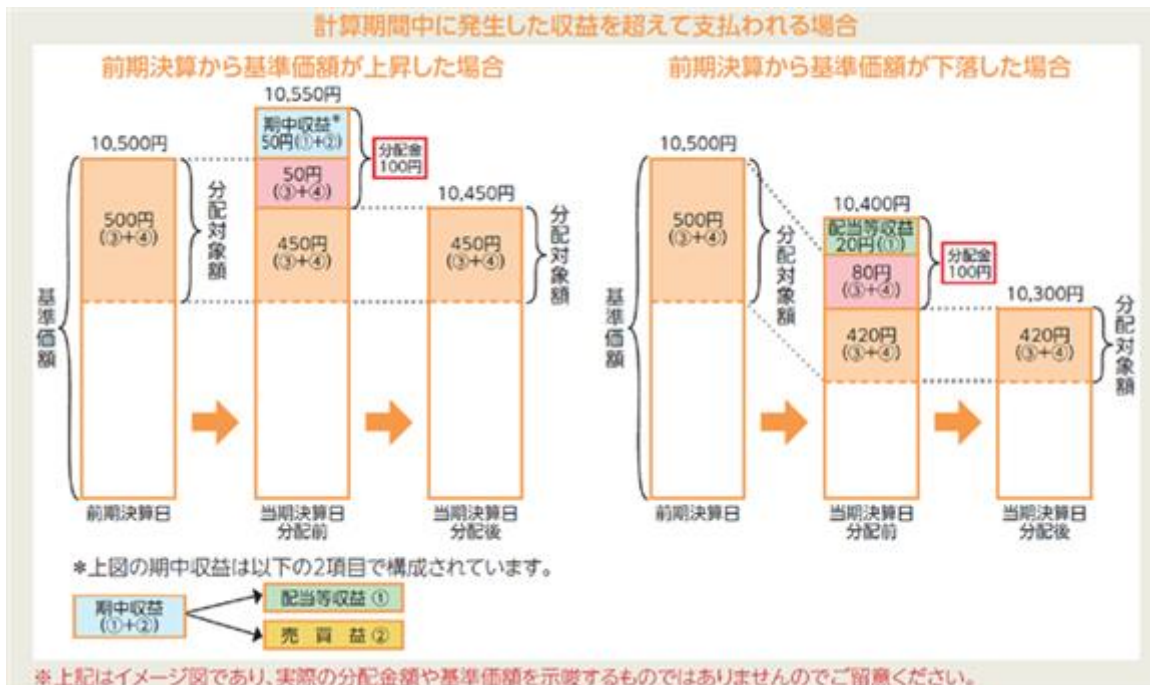 計算期間中に発生した収益を超えて支払われる場合
前期決算から基準価額が上昇した場合
10,550円
10,500円
期中収益*
50円(①+②)
50円
(③+④)
分配金
100円
10,450円
500円
(③+④)
分配対象額
450円
(③+④)
450円
(③+④)
分配対象額
基準価額
前期決算日
当期決算日
分配前
当期決算日
分配後
前期決算から基準価額が下落した場合
10,500円
10,400円
500円
(③+④)
分配対象額
配当等収益
20円(①)
80円
(③+④)
分配金
100円
10,300円
420円
(③+④)
420円
(③+④)
分配対象額
基準価額
前期決算日
当期決算日
分配前
当期決算日
分配後
*上図の期中収益は以下の2項目で構成されています。
期中収益
(①+②)
配当等収益 ①
売 買 益 ②
※上記はイメージ図であり、実際の分配金額や基準価額を示唆するものではありませんのでご留意ください。